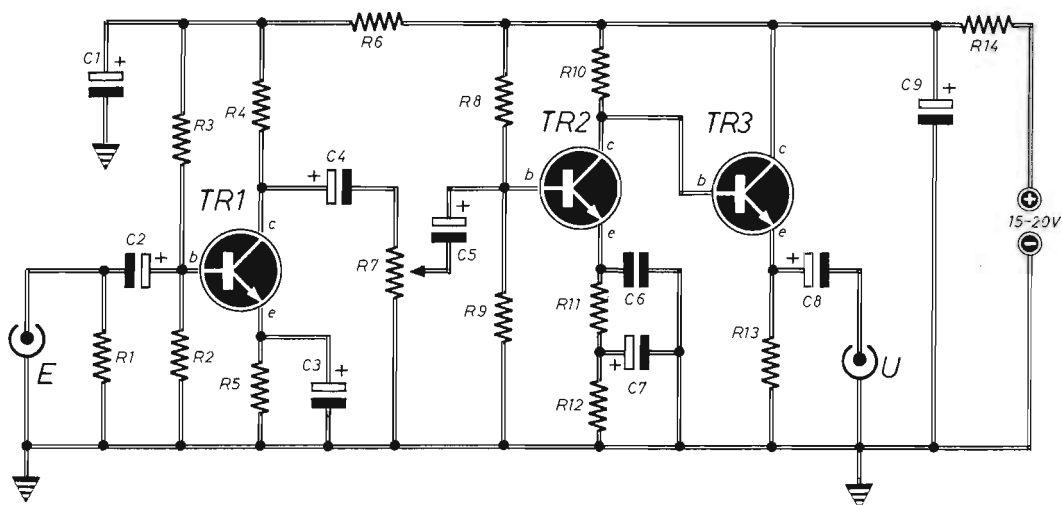 R6
R14
C1
+
R3
R4
R8
R10
C9
+
TR2
TR3
c
c
b
b
C4
+
TR1
c
+
C5
15-20V
+
-
C2
+
b
R7
e
e
E
R1
R2
e
R9
R11
C6
+
C8
R5
C3
+
+
C7
R13
U
R12